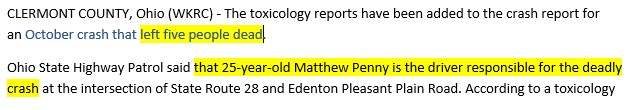 CLERMONT COUNTY, Ohio (WKRC) - The toxicology reports have been added to the crash report for
an October crash that left five people dead.
Ohio State Highway Patrol said that 25-year-old Matthew Penny is the driver responsible for the deadly
crash at the intersection of State Route 28 and Edenton Pleasant Plain Road. According to a toxicology